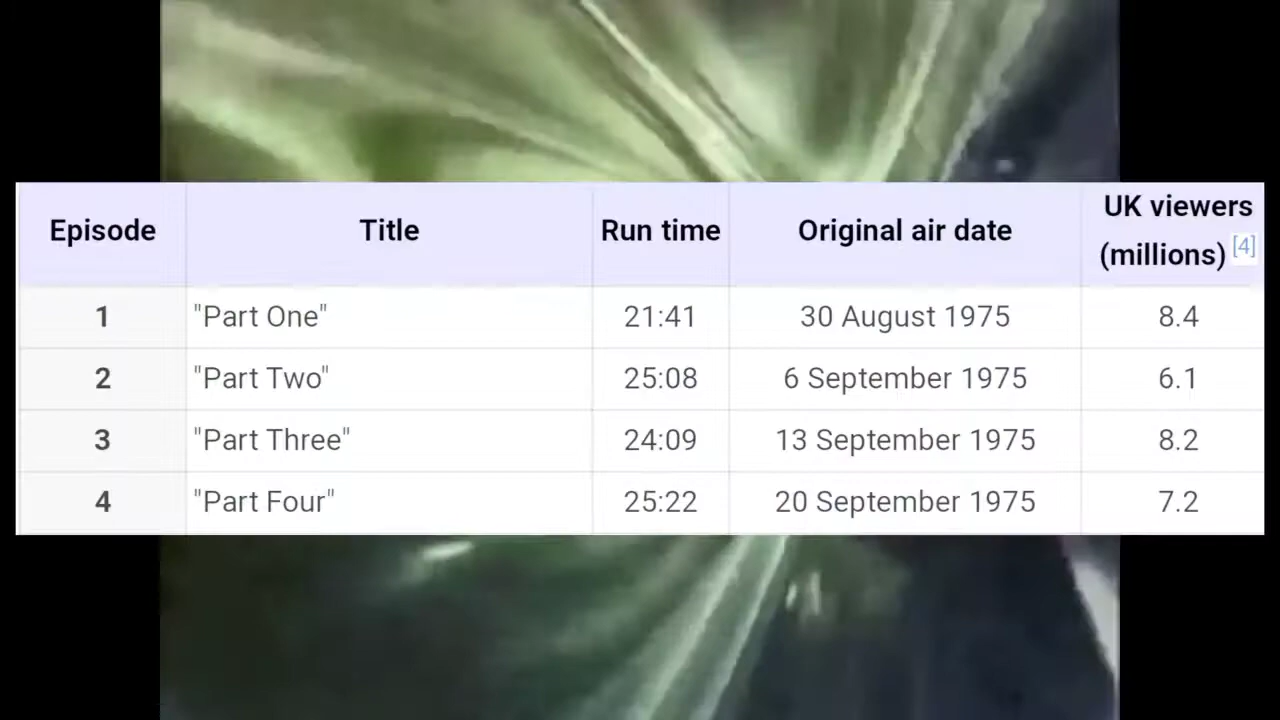 Episode Title Run time Original air date UK viewers (millions) [4]
1 "Part One" 21:41 30 August 1975 8.4
2 "Part Two" 25:08 6 September 1975 6.1
3 "Part Three" 24:09 13 September 1975 8.2
4 "Part Four" 25:22 20 September 1975 7.2